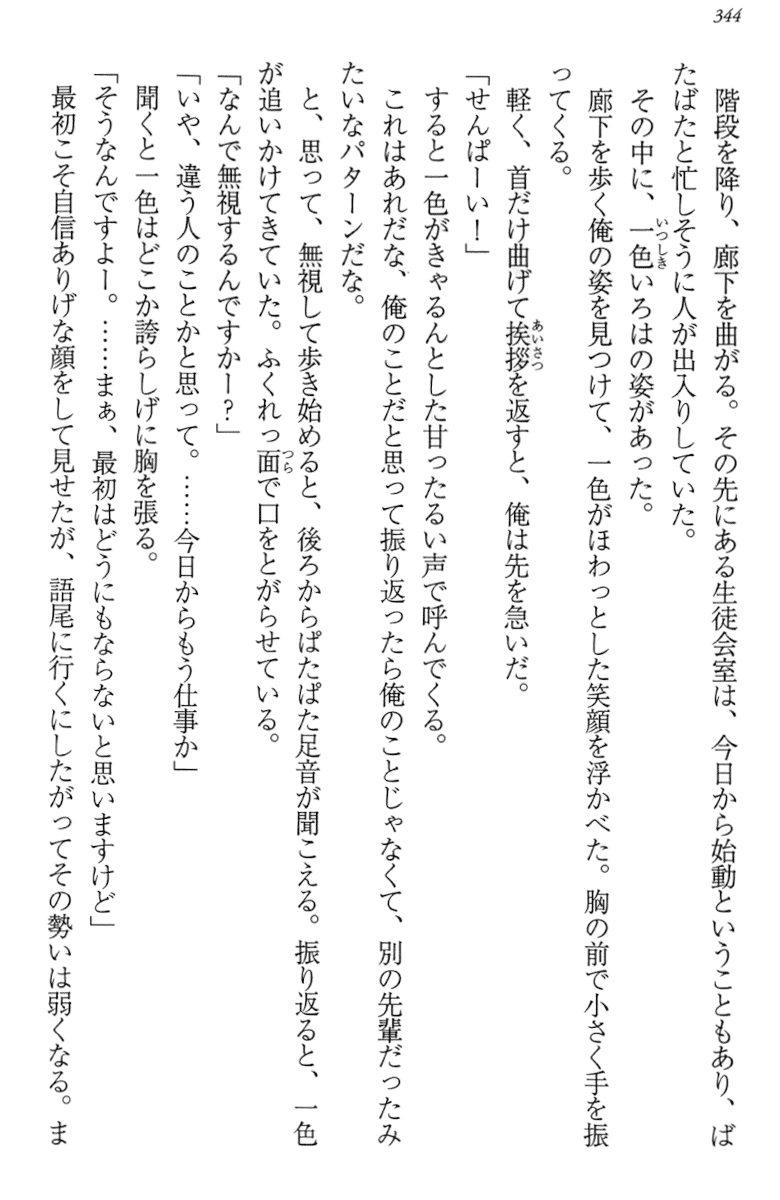 344
階段を降り、廊下を曲がる。その先にある生徒会室は、今日から始動ということもあり、ば
たばたと忙しそうに人が出入りしていた。
その中に、一色いろはの姿があった。
いつしき
廊下を歩く俺の姿を見つけて、一色がほわっとした笑顔を浮かべた。胸の前で小さく手を振
ってくる。
軽く、首だけ曲げて挨拶を返すと、俺は先を急いだ。
あいさつ
「せんぱーい！」
すると一色がきゃるんとした甘ったるい声で呼んでくる。
これはあれだな、俺のことだと思って振り返ったら俺のことじゃなくて、別の先輩だったみ
たいなパターンだな。
と、思って、無視して歩き始めると、後ろからぱたぱた足音が聞こえる。振り返ると、一色
が追いかけてきていた。ふくれっ面で口をとがらせている。
つら
「なんで無視するんですかー？」
「いや、違う人のことかと思って。……今日からもう仕事か」
聞くと一色はどこか誇らしげに胸を張る。
「そうなんですよー。……まぁ、最初はどうにもならないと思いますけど」
最初こそ自信ありげな顔をして見せたが、語尾に行くにしたがってその勢いは弱くなる。ま